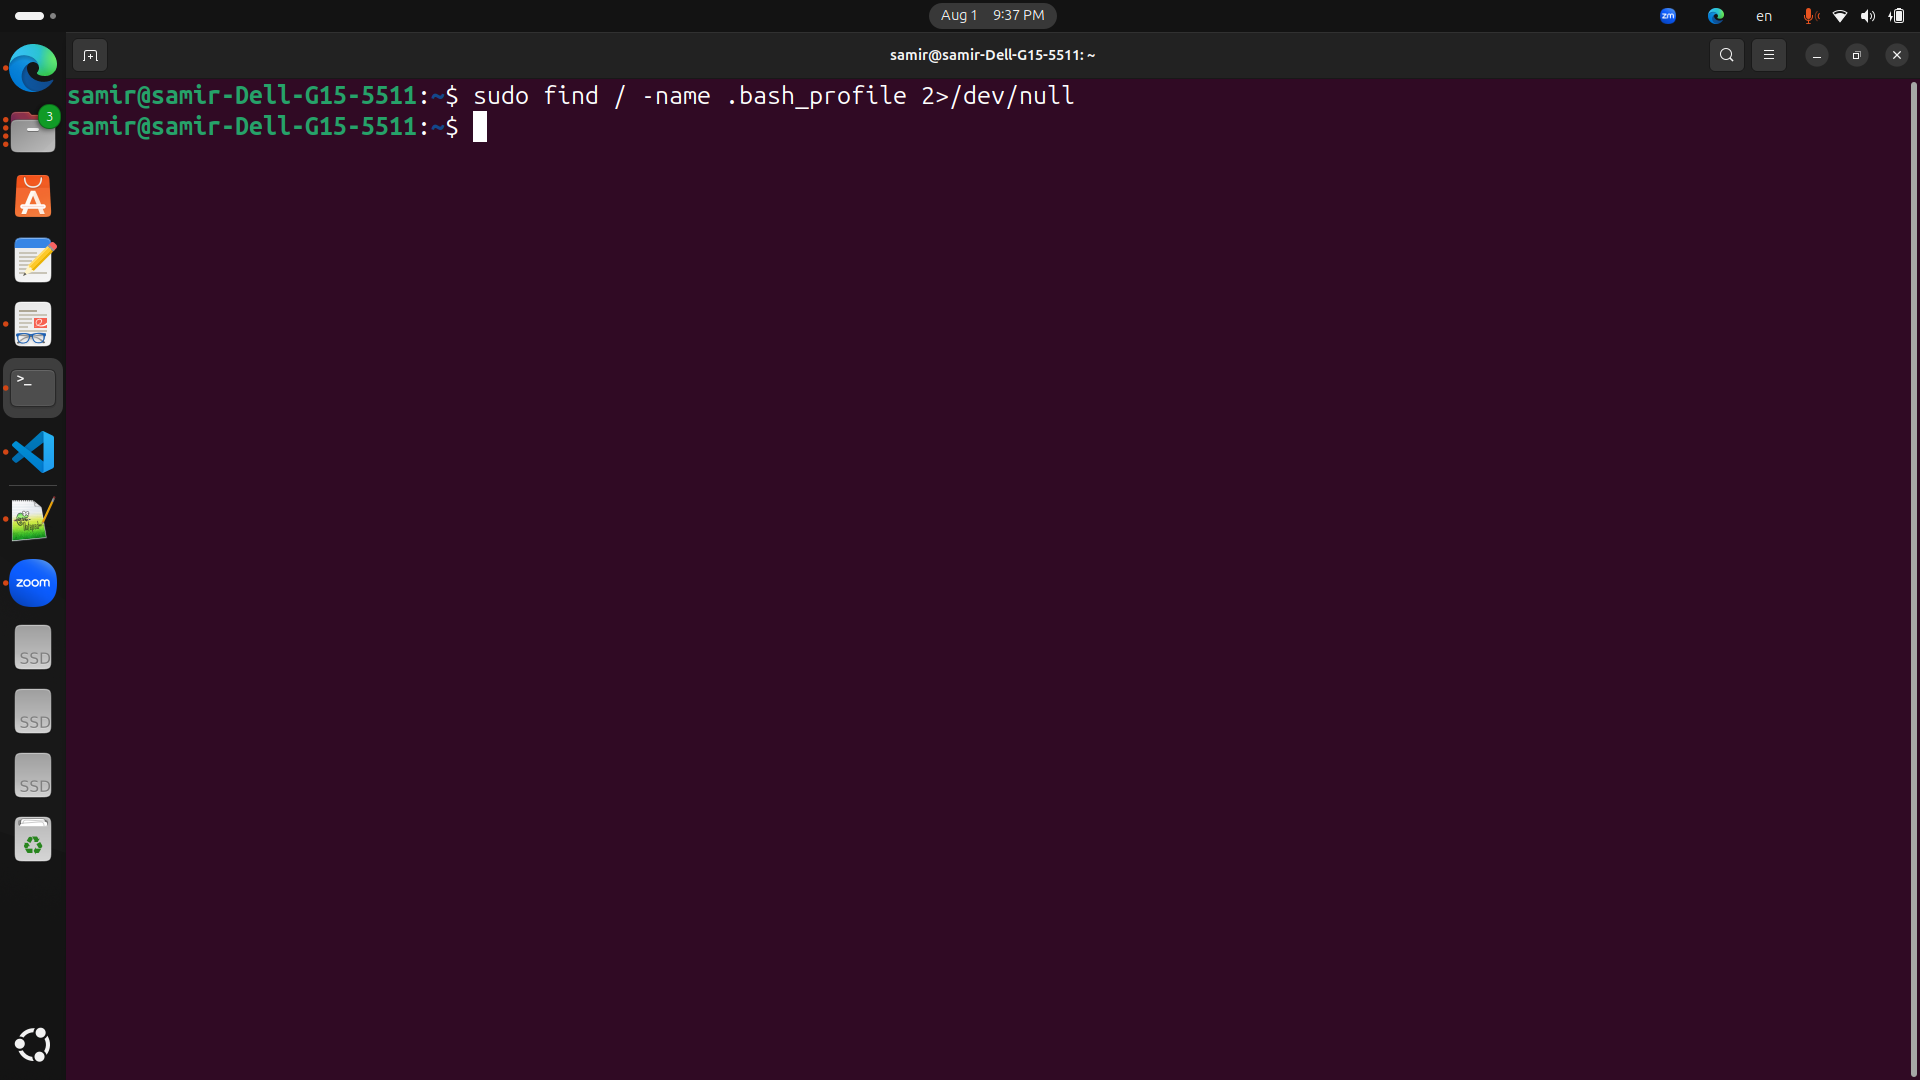 Aug 1 9:37 PM
zm
en
samir@samir-Dell-G15-5511: ~
samir@samir-Dell-G15-5511:~$ sudo find / -name .bash_profile 2>/dev/null
samir@samir-Dell-G15-5511:~$
3
A
>_
zoom
SSD
SSD
SSD